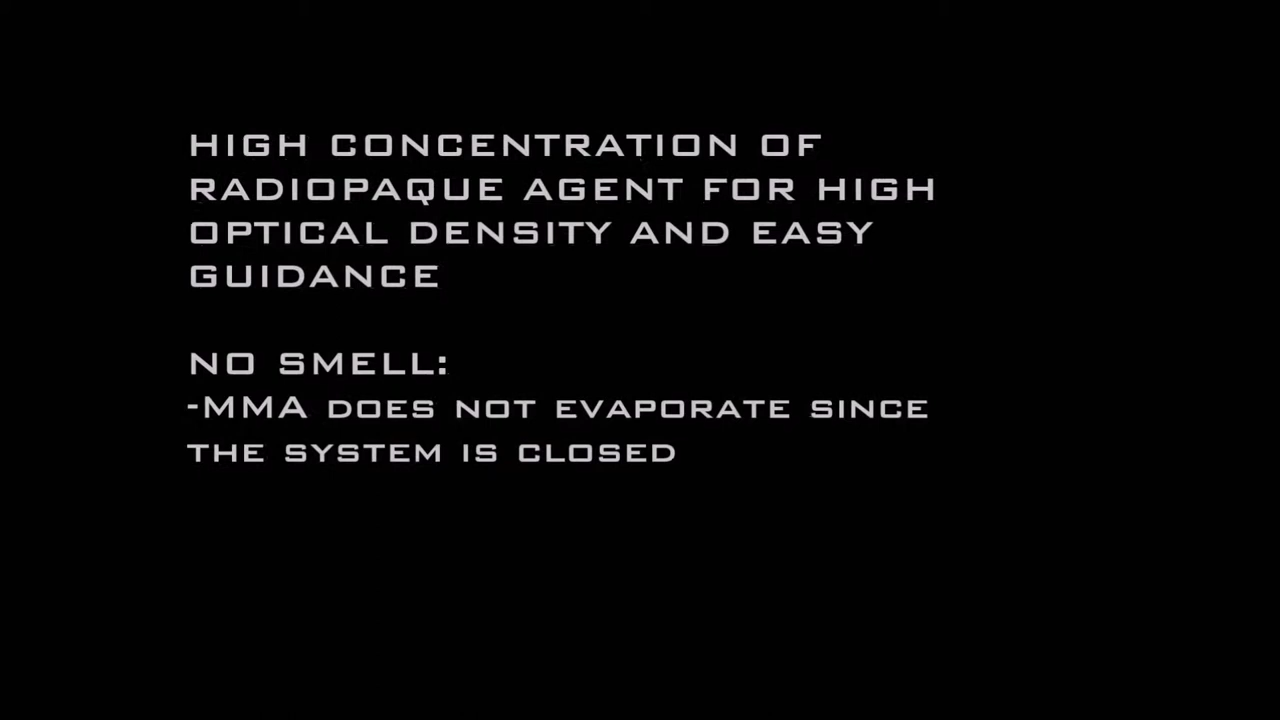 HIGH CONCENTRATION OF
RADIOPAQUE AGENT FOR HIGH
OPTICAL DENSITY AND EASY
GUIDANCE
NO SMELL:
-MMA DOES NOT EVAPORATE SINCE
THE SYSTEM IS CLOSED